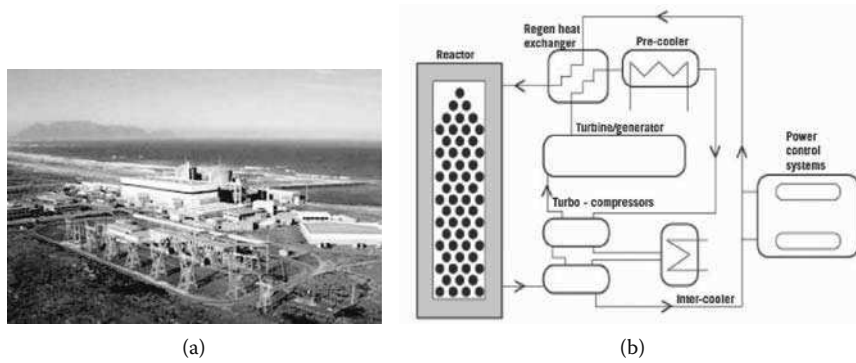 Regen heat
exchanger
Pre-cooler
Reactor
Turbine/generator
Power
control
systems
Turbo - compressors
Inter-cooler
(a)
(b)